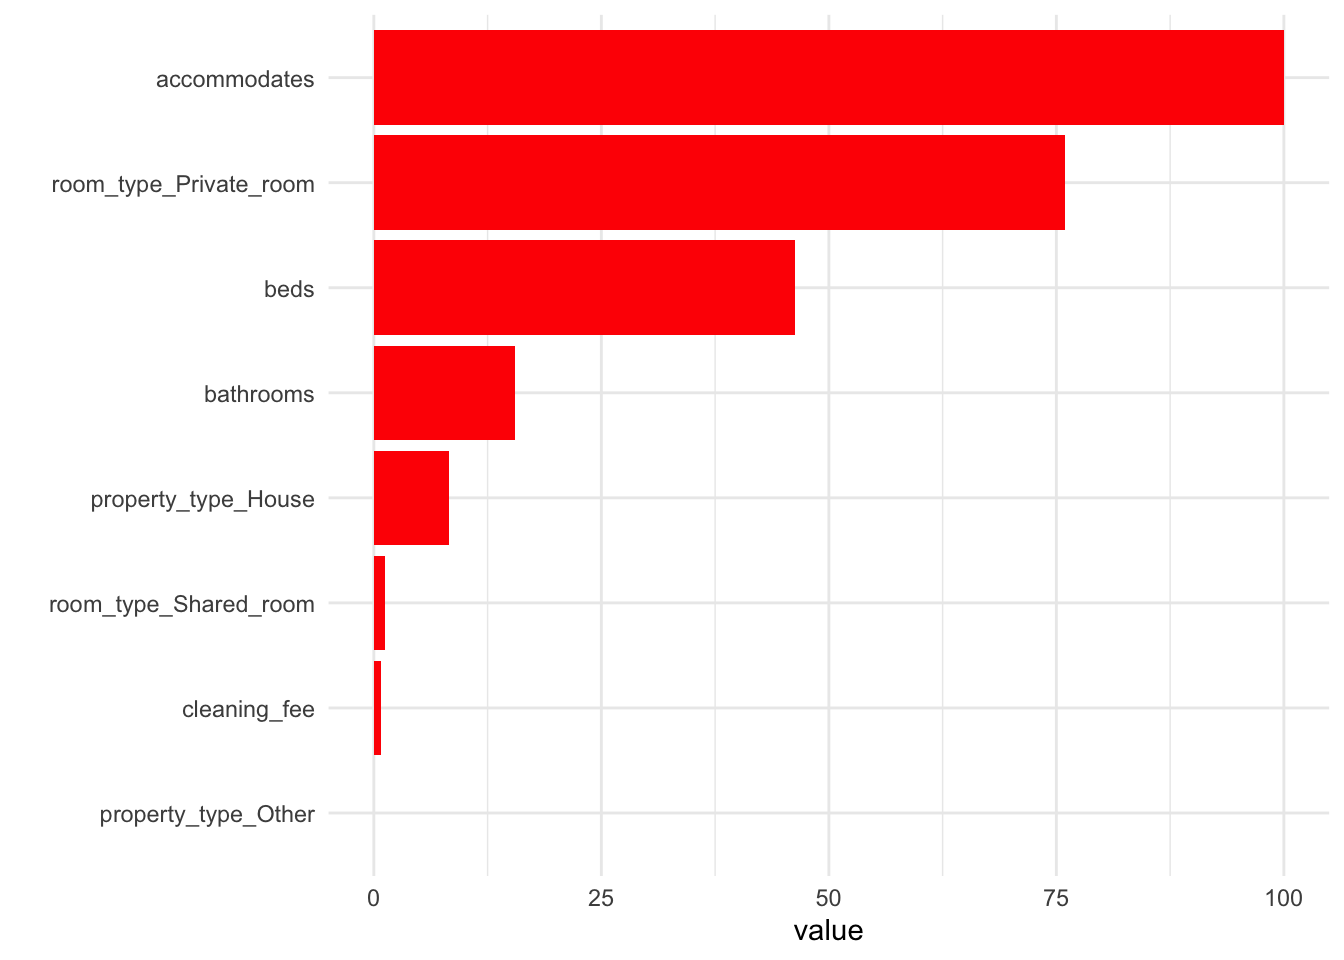 accommodates
room_type_Private_room
beds
bathrooms
property_type_House
room_type_Shared_room
cleaning_fee
property_type_Other
0 25 50 75 100
value